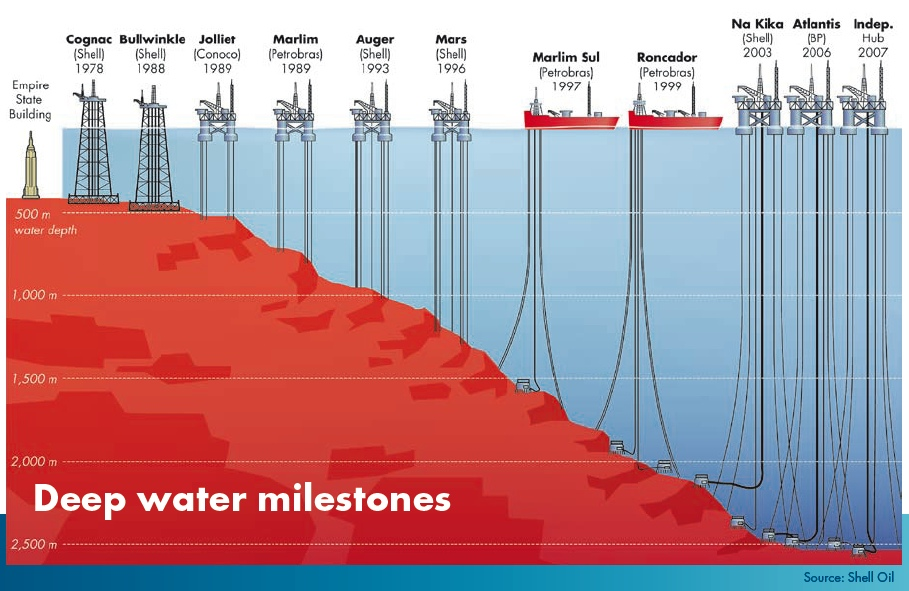 Empire
State
Building
Cognac
(Shell)
1978
Bullwinkle
(Shell)
1988
Jolliet
(Conoco)
1989
Marlim
(Petrobras)
1989
Auger
(Shell)
1993
Mars
(Shell)
1996
Marlim Sul
(Petrobras)
1997
Roncador
(Petrobras)
1999
Na Kika
(Shell)
2003
Atlantis
(BP)
2006
Indep.
Hub
2007
500 m
water depth
1,000 m
1,500 m
2,000 m
Deep water milestones
2,500 m
Source: Shell Oil